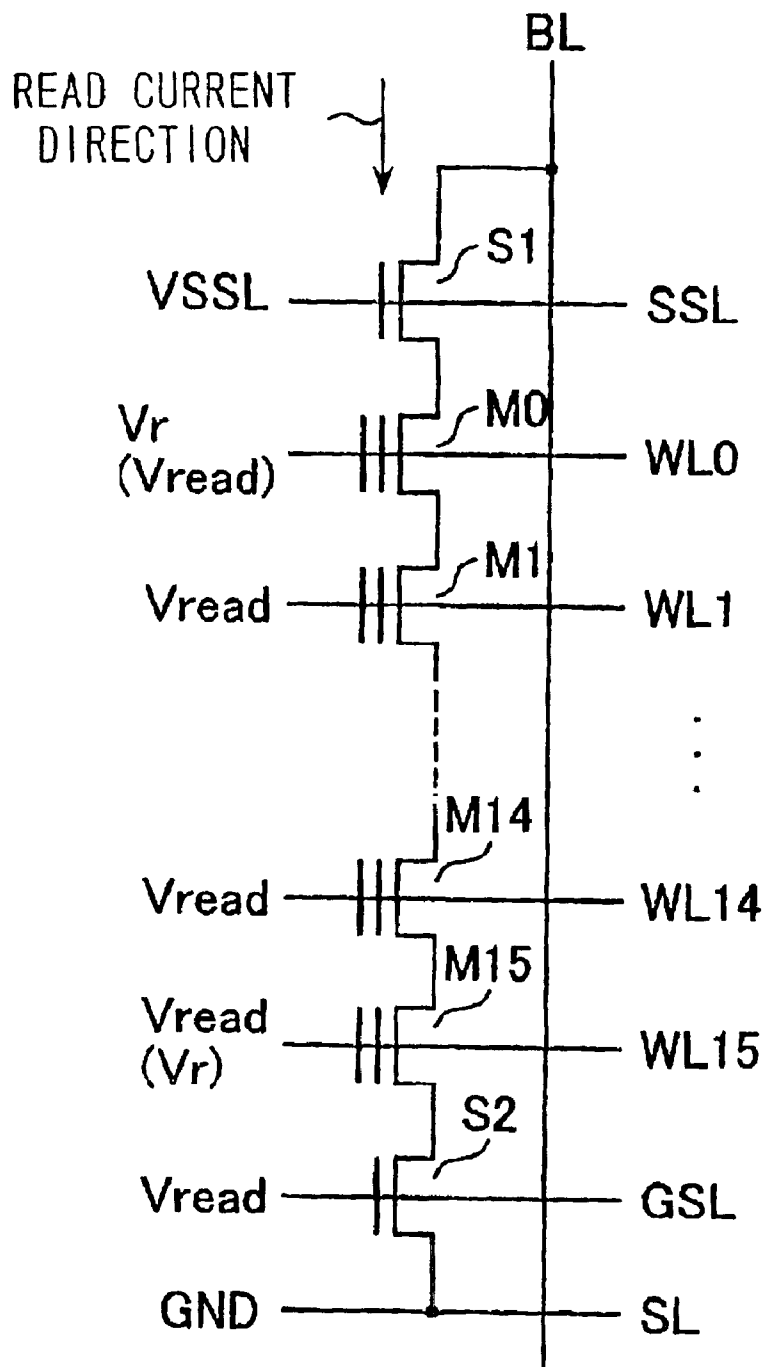 BL
READ CURRENT
DIRECTION
S1
VSSL
SSL
M0
Vr
(Vread)
WL0
M1
Vread
WL1
M14
Vread
WL14
M15
Vread
(Vr)
WL15
S2
Vread
GSL
GND
SL